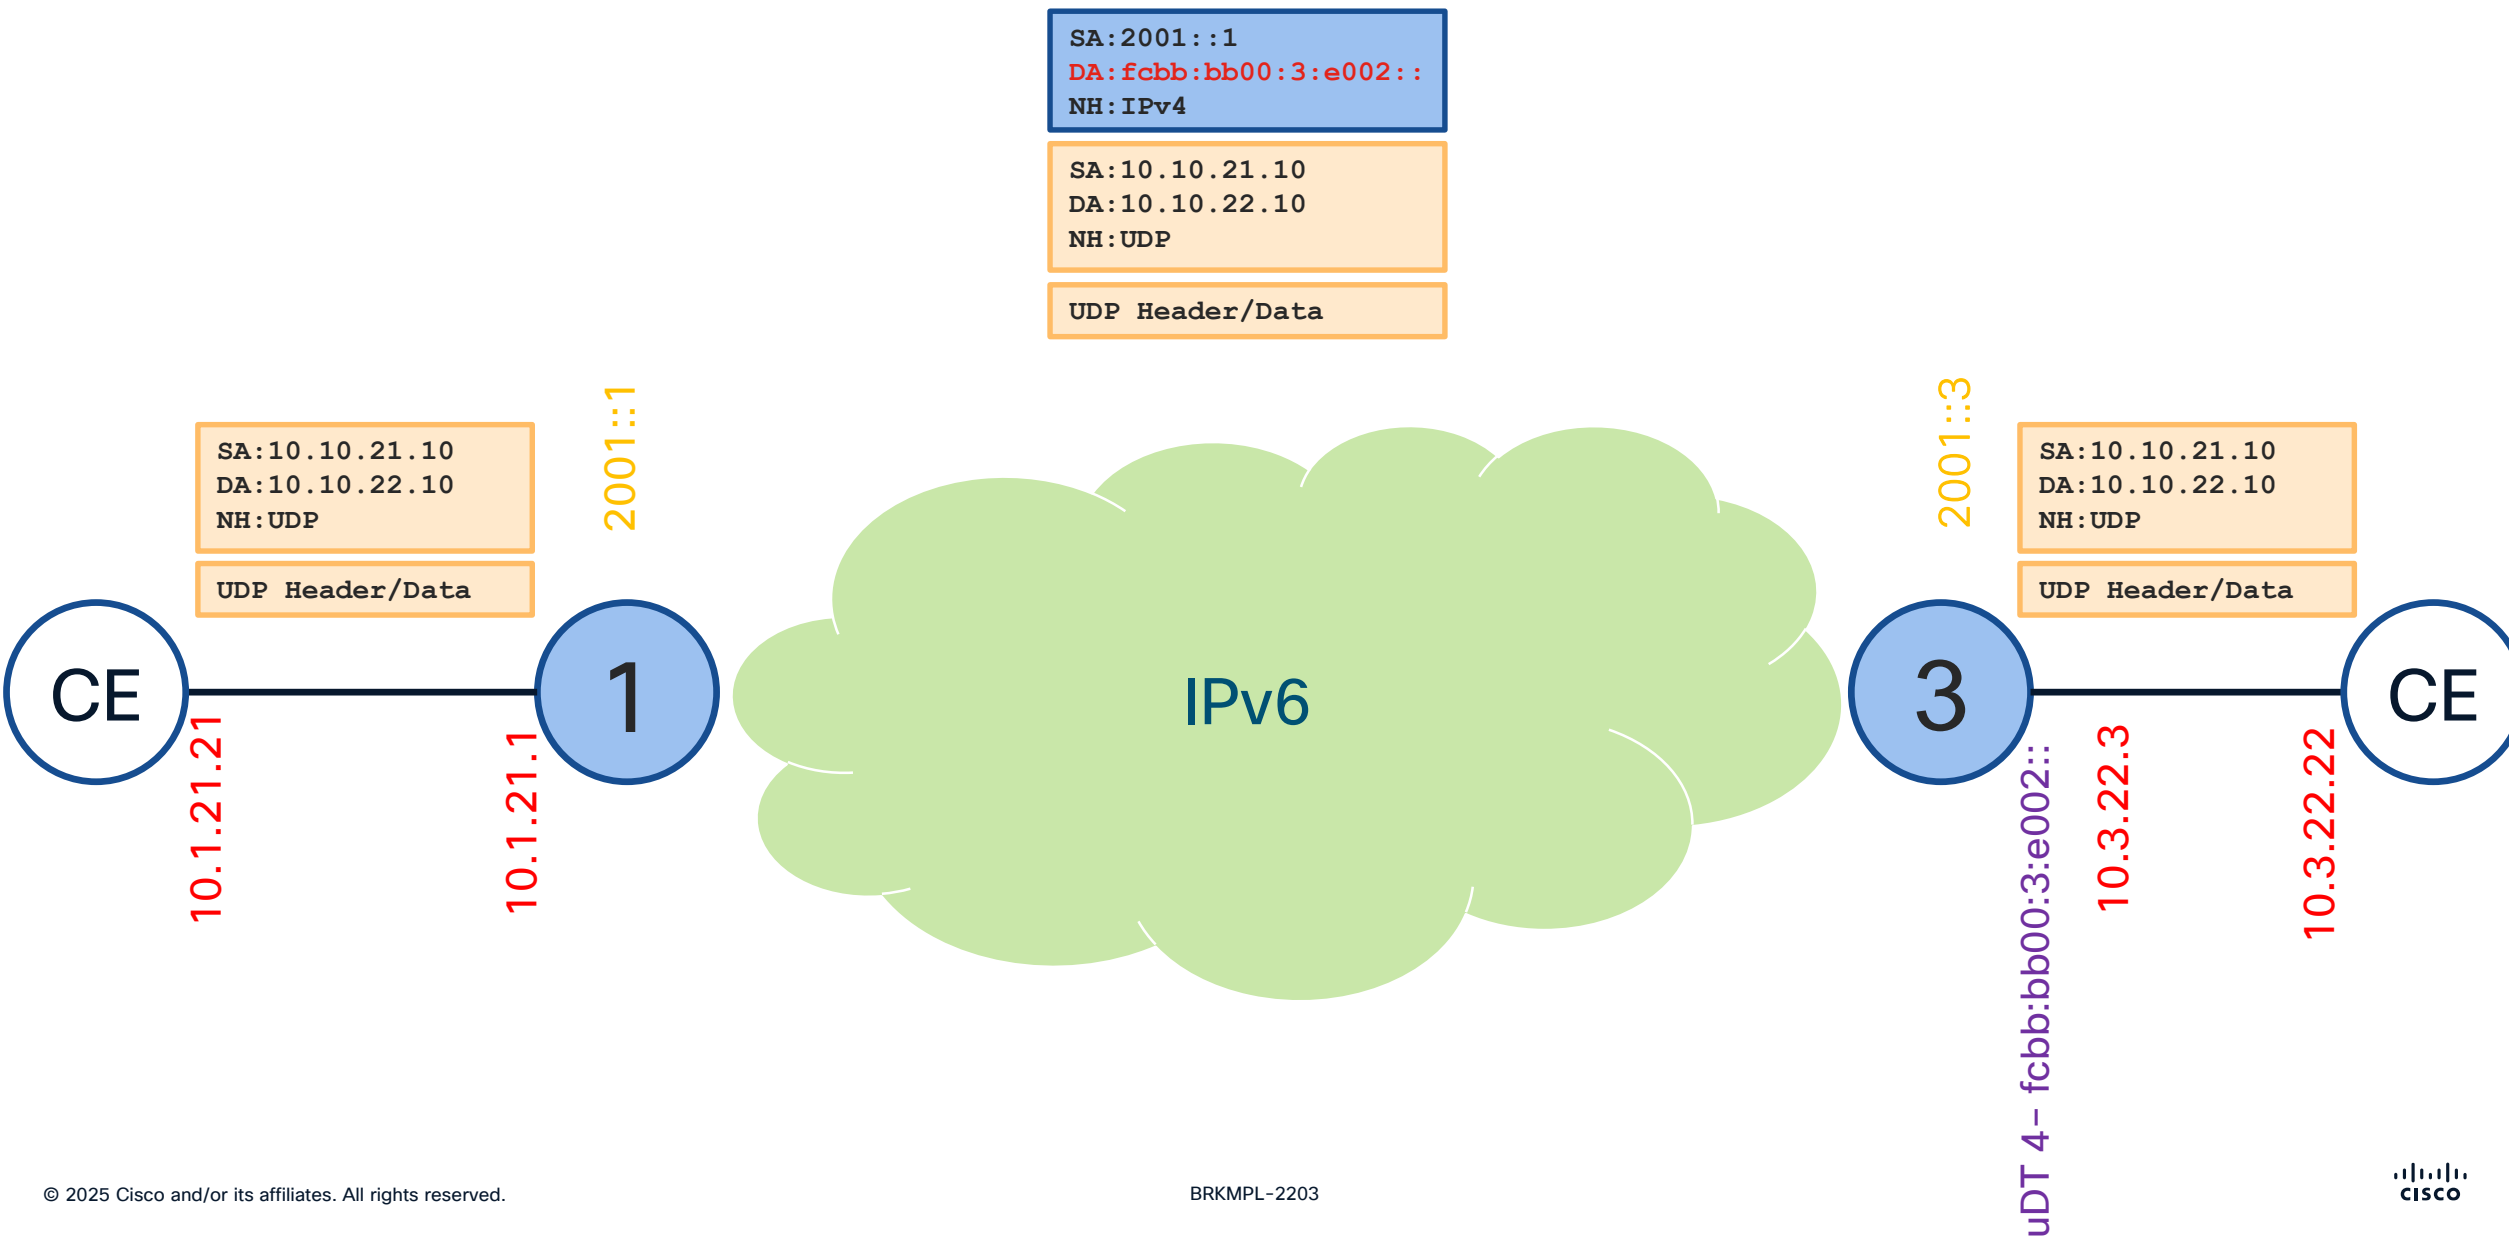 SA:2001::1
DA:fcbb:bb00:3:e002::
NH:IPv4
SA:10.10.21.10
DA:10.10.22.10
NH:UDP
UDP Header/Data
SA:10.10.21.10
DA:10.10.22.10
NH:UDP
UDP Header/Data
2001::1
2001::3
SA:10.10.21.10
DA:10.10.22.10
NH:UDP
UDP Header/Data
CE
1
IPv6
3
CE
10.1.21.21
10.1.21.1
uDT 4– fcbb:bb00:3:e002::
10.3.22.3
10.3.22.22
© 2025 Cisco and/or its affiliates. All rights reserved.
BRKMPL-2203
CISCO